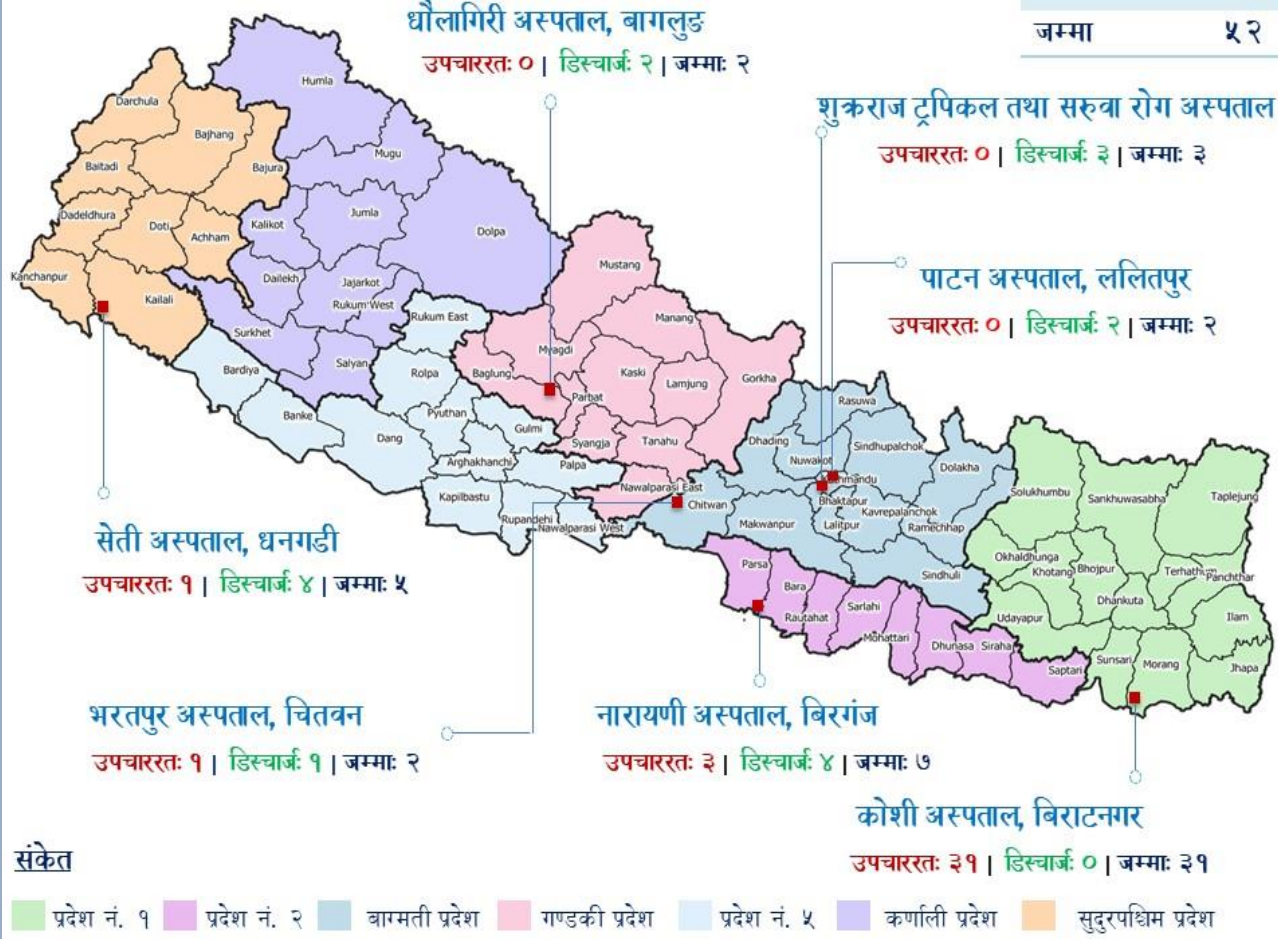 धौलागिरी अस्पताल, बागलुङ
उपचाररतः ० | डिस्चार्जः २ | जम्माः २
जम्मा ५२
शुक्रराज ट्रपिकल तथा सरुवा रोग अस्पताल
उपचाररतः ० | डिस्चार्जः ३ | जम्माः ३
पाटन अस्पताल, ललितपुर
उपचाररतः ० | डिस्चार्जः २ | जम्माः २
Humla
Darchula
Bajhang
Mugu
Baitadi
Bajura
Dadeldhura
Doti
Achham
Kalikot
Jumla
Dolpa
Kanchanpur
Kailali
Dailekh
Jajarkot
Rukum West
Rukum East
Surkhet
Salyan
Mustang
Manang
Myagdi
Baglung
Kaski
Lamjung
Gorkha
Parbat
Syangja
Tanahu
Bardiya
Rolpa
Banke
Pyuthan
Dang
Gulmi
Arghakhanchi
Palpa
Kapilbastu
Rupandehi
Nawalparasi West
Nawalparasi East
Chitwan
Rasuwa
Dhading
Nuwakot
Sindhupalchok
Dolakha
Bhaktapur
Kavrepalanchok
Makwanpur
Lalitpur
Ramechhap
Sindhuli
Solukhumbu
Sankhuwasabha
Taplejung
Okhaldhunga
Khotang
Bhojpur
Panchthar
Dhankuta
Ilam
Udayapur
Sunsari
Morang
Jhapa
Parsa
Bara
Rautahat
Sarlahi
Mohattari
Dhunasa
Siraha
Saptari
सेती अस्पताल, धनगडी
उपचाररतः १ | डिस्चार्जः ४ | जम्माः ५
भरतपुर अस्पताल, चितवन
उपचाररतः १ | डिस्चार्जः १ | जम्माः २
नारायणी अस्पताल, बिरगंज
उपचाररतः ३ | डिस्चार्जः ४ | जम्माः ७
कोशी अस्पताल, बिराटनगर
उपचाररतः ३१ | डिस्चार्जः ० | जम्माः ३१
संकेत
प्रदेश नं. १ प्रदेश नं. २ बाग्मती प्रदेश गण्डकी प्रदेश प्रदेश नं. ५ कर्णाली प्रदेश सुदुरपश्चिम प्रदेश